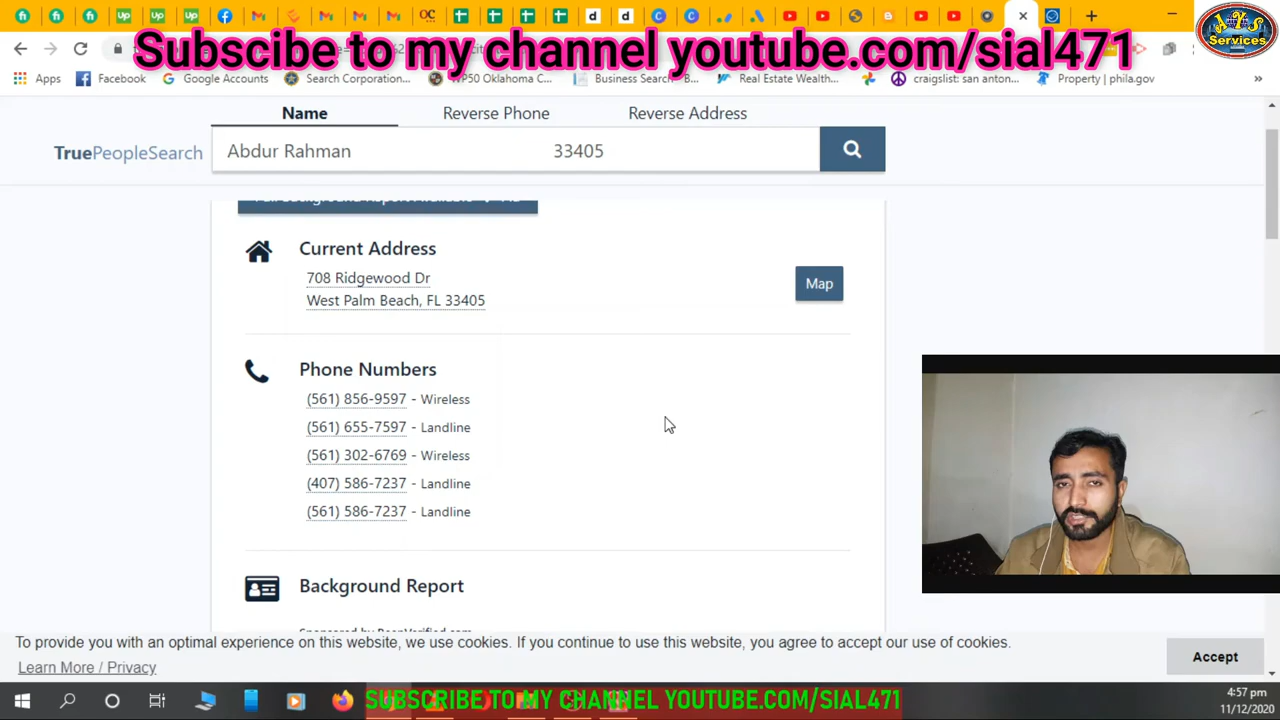 Subscibe to my channel youtube.com/sial471
A.Y.S
Services
Apps
Facebook
Google Accounts
Search Corporation...
WP50 Oklahoma C...
Business Search - B...
Real Estate Wealth...
craigslist: san anton...
Property | phila.gov
Name
Reverse Phone
Reverse Address
TruePeopleSearch
Abdur Rahman
33405
Current Address
708 Ridgewood Dr
West Palm Beach, FL 33405
Map
Phone Numbers
(561) 856-9597 - Wireless
(561) 655-7597 - Landline
(561) 302-6769 - Wireless
(407) 586-7237 - Landline
(561) 586-7237 - Landline
Background Report
To provide you with an optimal experience on this website, we use cookies. If you continue to use this website, you agree to accept our use of cookies.
Learn More / Privacy
Accept
SUBSCRIBE TO MY CHANNEL YOUTUBE.COM/SIAL471
4:57 pm
11/12/2020